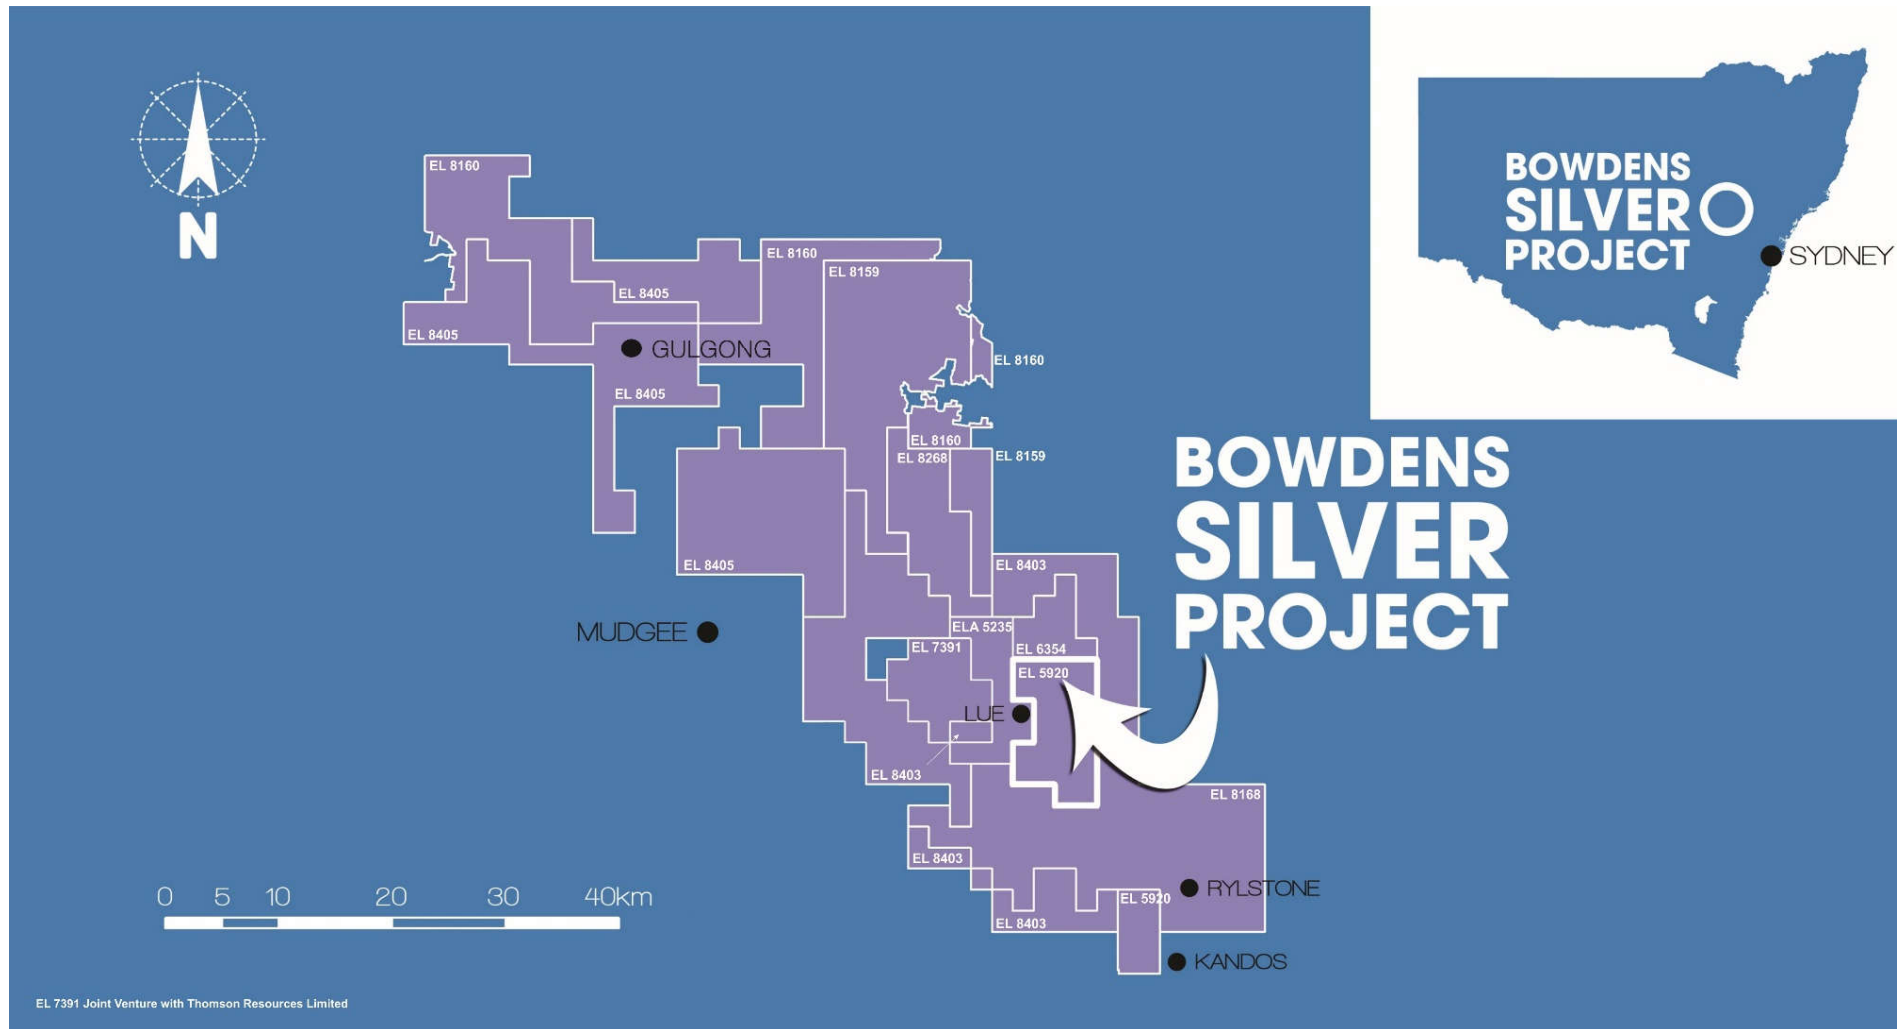 N
EL 8160
EL 8160
EL 8159
EL 8405
EL 8405
GULGONG
EL 8160
EL 8405
EL 8160
EL 8268
EL 8159
EL 8405
EL 8403
MUDGEE
ELA 5235
EL 7391
EL 6354
EL 5920
LUE
EL 8403
EL 8168
EL 8403
RYLSTONE
EL 5920
EL 8403
KANDOS
BOWDENS
SILVER
PROJECT
BOWDENS
SILVER
PROJECT
SYDNEY
0 5 10 20 30 40km
EL 7391 Joint Venture with Thomson Resources Limited